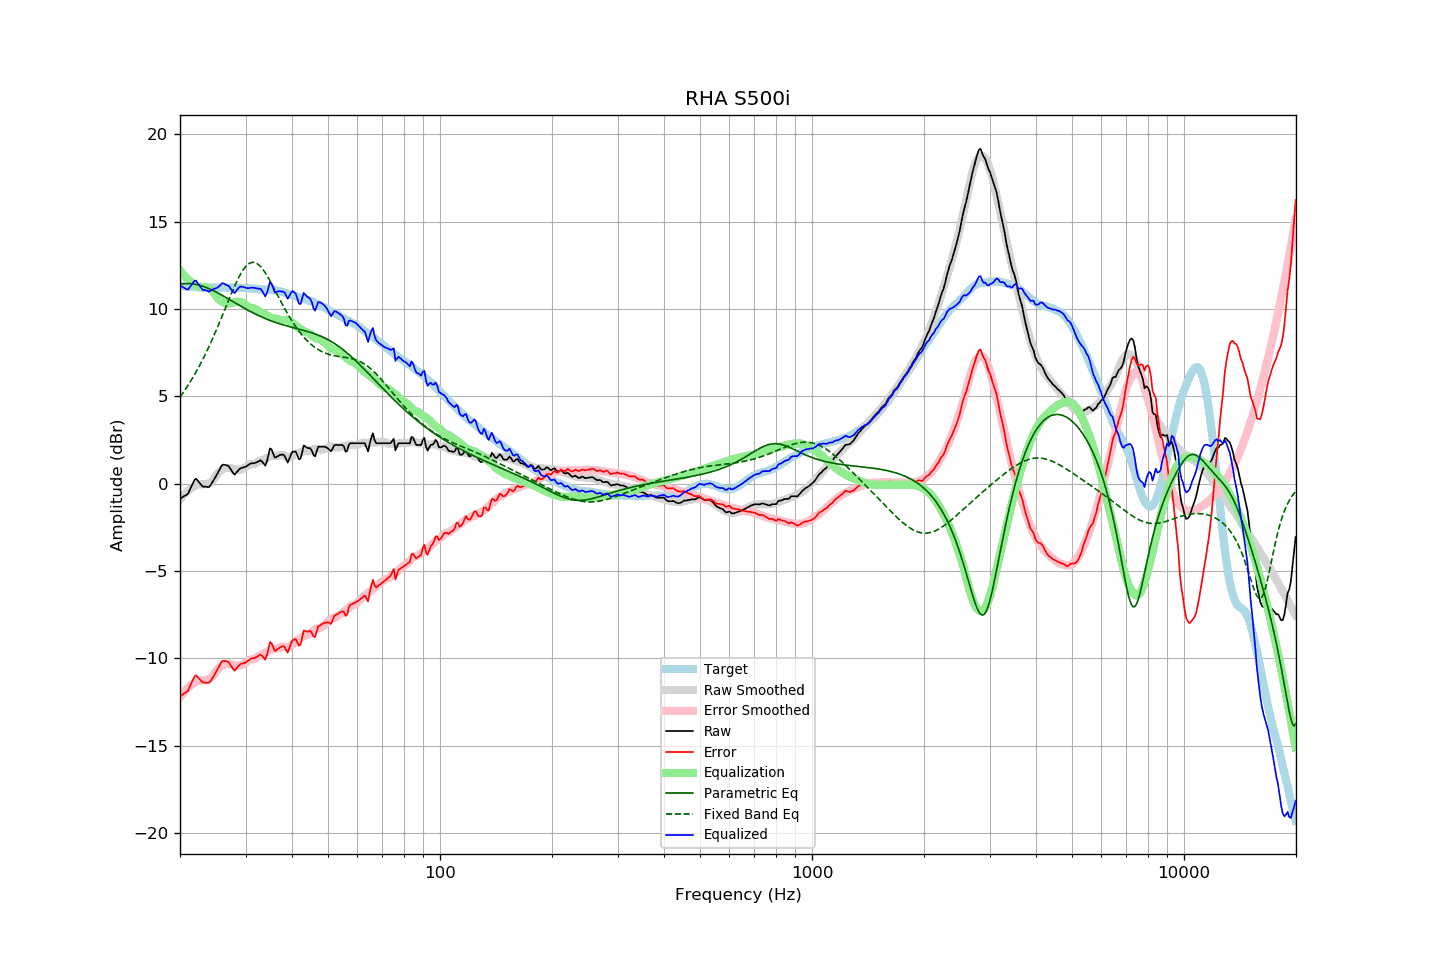 RHA S500i
Amplitude (dBr)
20
15
10
5
0
−5
−10
−15
−20
Target
Raw Smoothed
Error Smoothed
Raw
Error
Equalization
Parametric Eq
Fixed Band Eq
Equalized
100
1000
10000
Frequency (Hz)